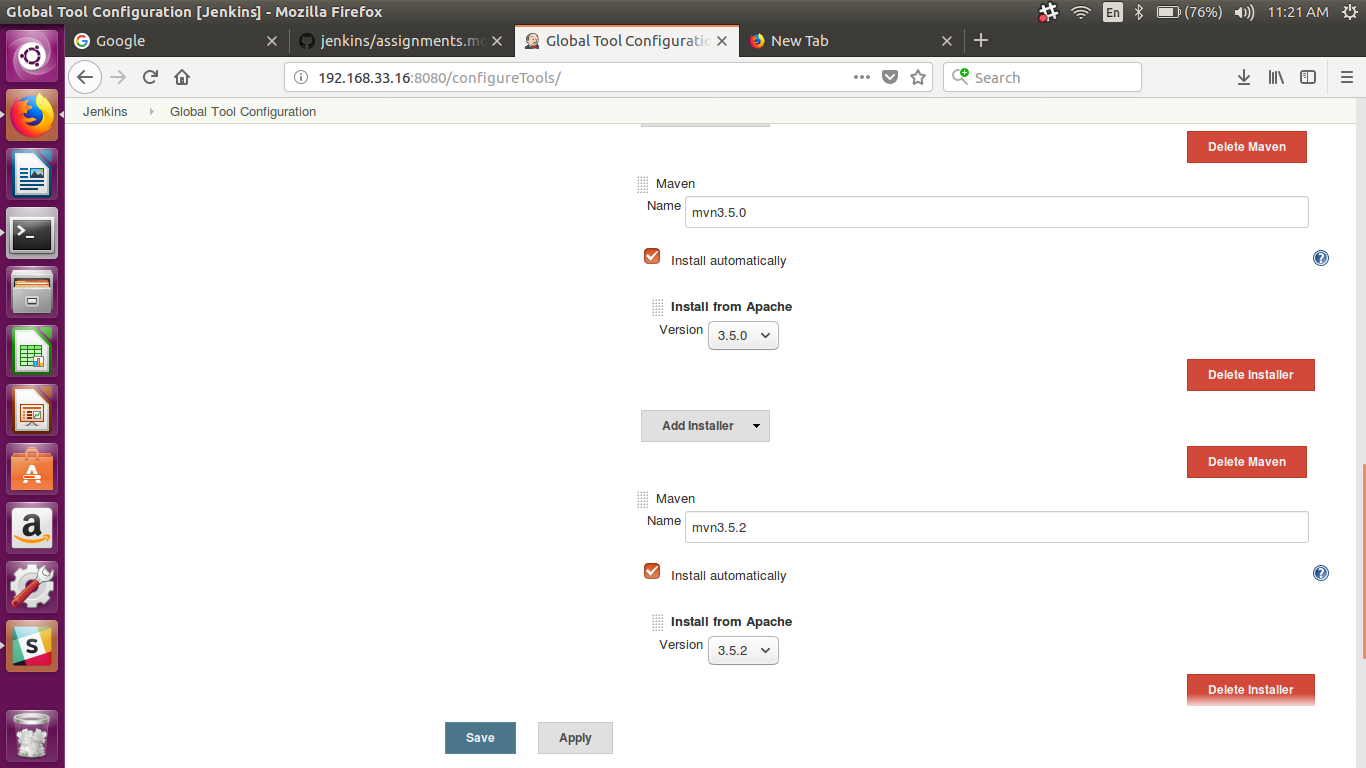 Global Tool Configuration [Jenkins] - Mozilla Firefox
En
(76%)
11:21 AM
Google
jenkins/assignments.m
Global Tool Configurati
New Tab
192.168.33.16:8080/configureTools/
Search
Jenkins
Global Tool Configuration
Delete Maven
Maven
Name
mvn3.5.0
Install automatically
Install from Apache
Version
3.5.0
Delete Installer
Add Installer
Delete Maven
Maven
Name
mvn3.5.2
Install automatically
Install from Apache
Version
3.5.2
Delete Installer
Save
Apply